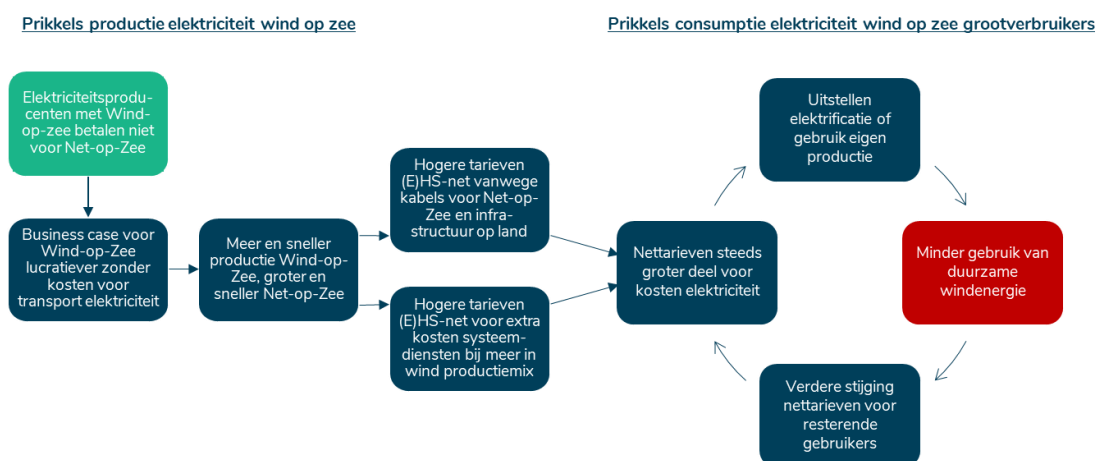 Prikkels productie elektriciteit wind op zee
Prikkels consumptie elektriciteit wind op zee grootverbruikers
Elektriciteitsprodu-
centen met Wind-
op-zee betalen niet
voor Net-op-Zee
Business case voor
Wind-op-Zee
lucratiever zonder
kosten voor
transport elektriciteit
Meer en sneller
productie Wind-op-
Zee, groter en
sneller Net-op-Zee
Hogere tarieven
(E)HS-net vanwege
kabels voor Net-op-
Zee en infra-
structuur op land
Hogere tarieven
(E)HS-net voor extra
kosten systeem-
diensten bij meer in
wind productiemix
Nettarieven steeds
groter deel voor
kosten elektriciteit
Uitstellen
elektrificatie of
gebruik eigen
productie
Minder gebruik van
duurzame
windenergie
Verdere stijging
nettarieven voor
resterende
gebruikers